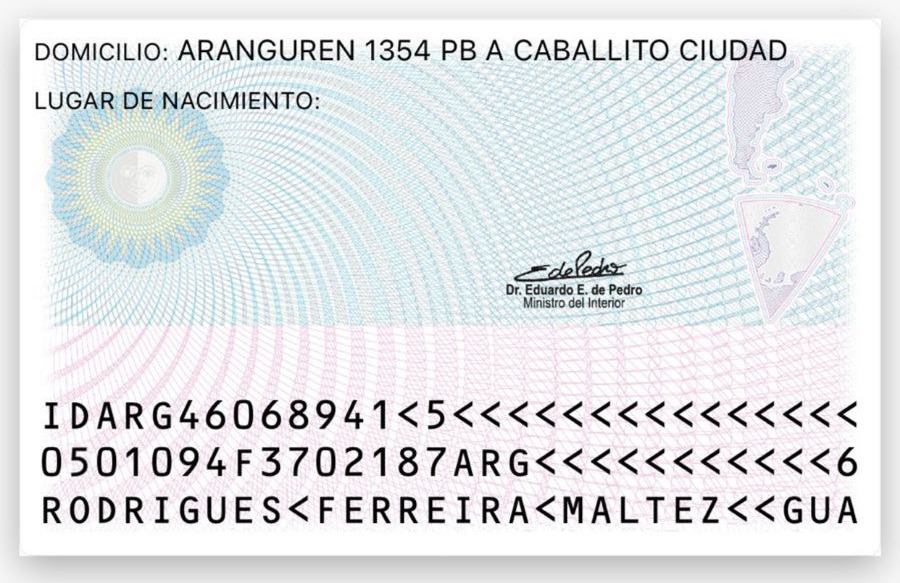 DOMICILIO: ARANGUREN 1354 PB A CABALLITO CIUDAD
LUGAR DE NACIMIENTO:
EdePedro
Dr. Eduardo E. de Pedro
Ministro del Interior
IDARG46068941<5<<<<<<<<<<<<<<<
0501094F3702187ARG<<<<<<<<<<<6
RODRIGUES<FERREIRA<MALTEZ<<GUA